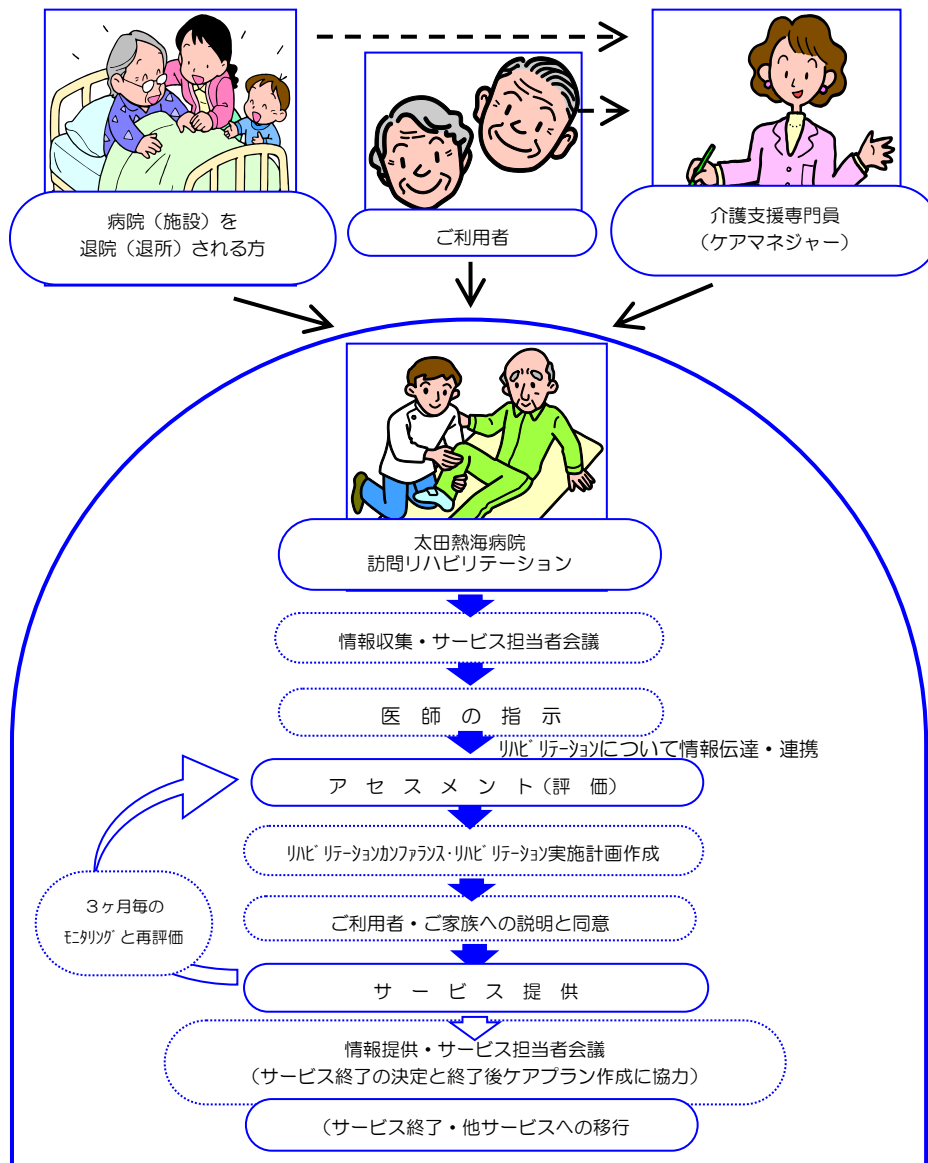 病院（施設）を
退院（退所）される方
ご利用者
介護支援専門員
（ケアマネジャー）
太田熱海病院
訪問リハビリテーション
情報収集・サービス担当者会議
医　師　の　指　示
ﾘﾊﾋﾞﾘﾃｰｼｮﾝについて情報伝達・連携
ア　セ　ス　メ　ン　ト（評　価）
ﾘﾊﾋﾞﾘﾃｰｼｮﾝｶﾝﾌｧﾗﾝｽ･ﾘﾊﾋﾞﾘﾃｰｼｮﾝ実施計画作成
３ヶ月毎の
ﾓﾆﾀﾘﾝｸﾞと再評価
ご利用者・ご家族への説明と同意
サ　ー　ビ　ス　提　供
情報提供・サービス担当者会議
（サービス終了の決定と終了後ケアプラン作成に協力）
（サービス終了・他サービスへの移行